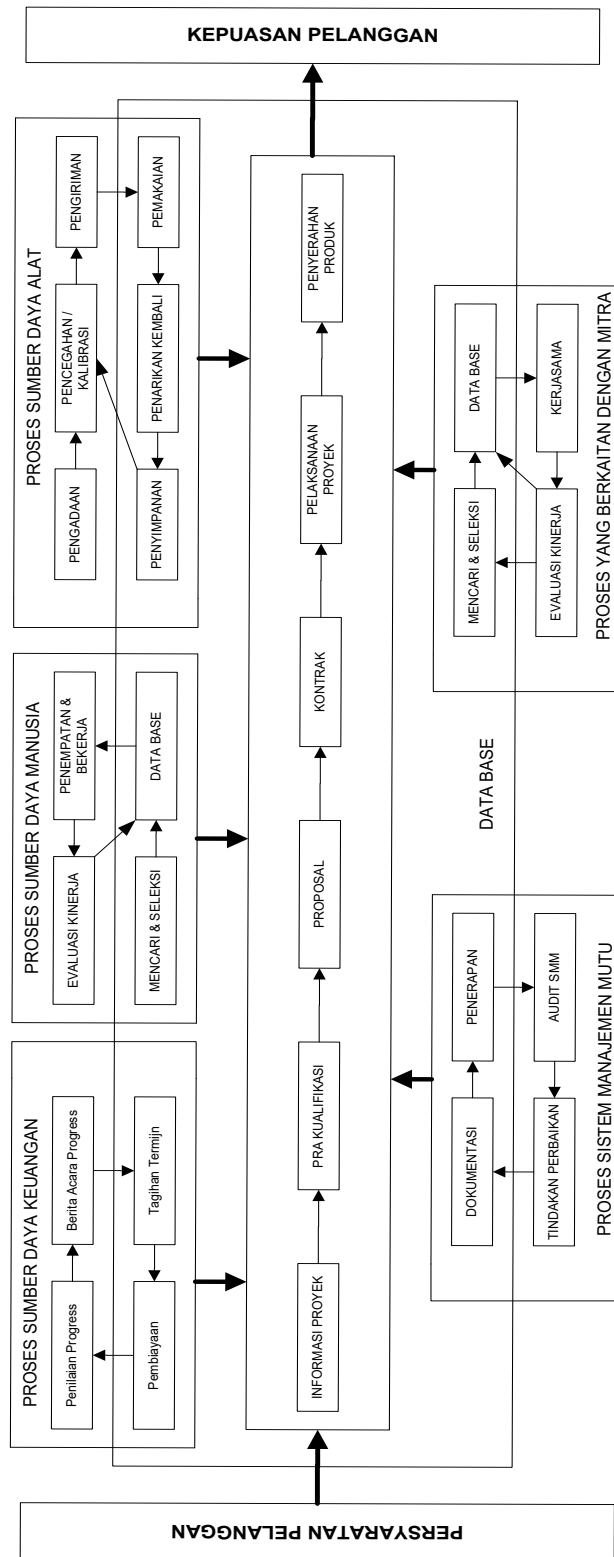 PERSYARATAN PELANGGAN
PROSES SUMBER DAYA KEUANGAN
Penilaian Progress
Berita Acara Progress
Pembiayaan
Tagihan Termijn
PROSES SUMBER DAYA MANUSIA
EVALUASI KINERJA
PENEMPATAN &
BEKERJA
MENCARI & SELEKSI
DATA BASE
PROSES SUMBER DAYA ALAT
PENGADAAN
PENCEGAHAN /
KALIBRASI
PENGIRIMAN
PENYIMPANAN
PENARIKAN KEMBALI
PEMAKAIAN
INFORMASI PROYEK
PRA KUALIFIKASI
PROPOSAL
KONTRAK
PELAKSANAAN
PROYEK
PENYERAHAN
PRODUK
DOKUMENTASI
PENERAPAN
TINDAKAN PERBAIKAN
AUDIT SMM
PROSES SISTEM MANAJEMEN MUTU
DATA BASE
MENCARI & SELEKSI
DATA BASE
EVALUASI KINERJA
KERJASAMA
PROSES YANG BERKAITAN DENGAN MITRA
KEPUASAN PELANGGAN